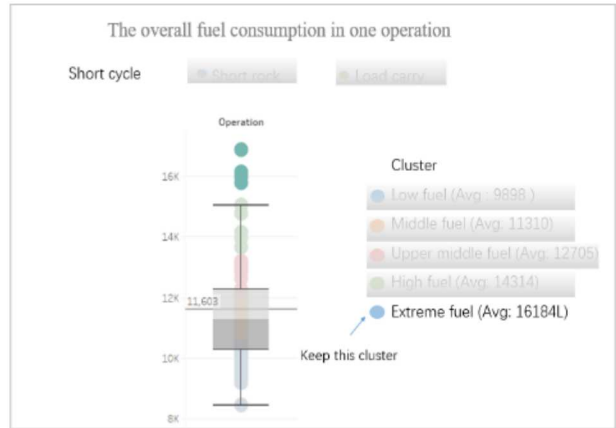 The overall fuel consumption in one operation
Short cycle
Short rock
Load carry
Operation
16K
14K
12K
10K
8K
11,603
Cluster
Low fuel (Avg : 9898 )
Middle fuel (Avg: 11310)
Upper middle fuel (Avg: 12705)
High fuel (Avg: 14314)
Extreme fuel (Avg: 16184L)
Keep this cluster